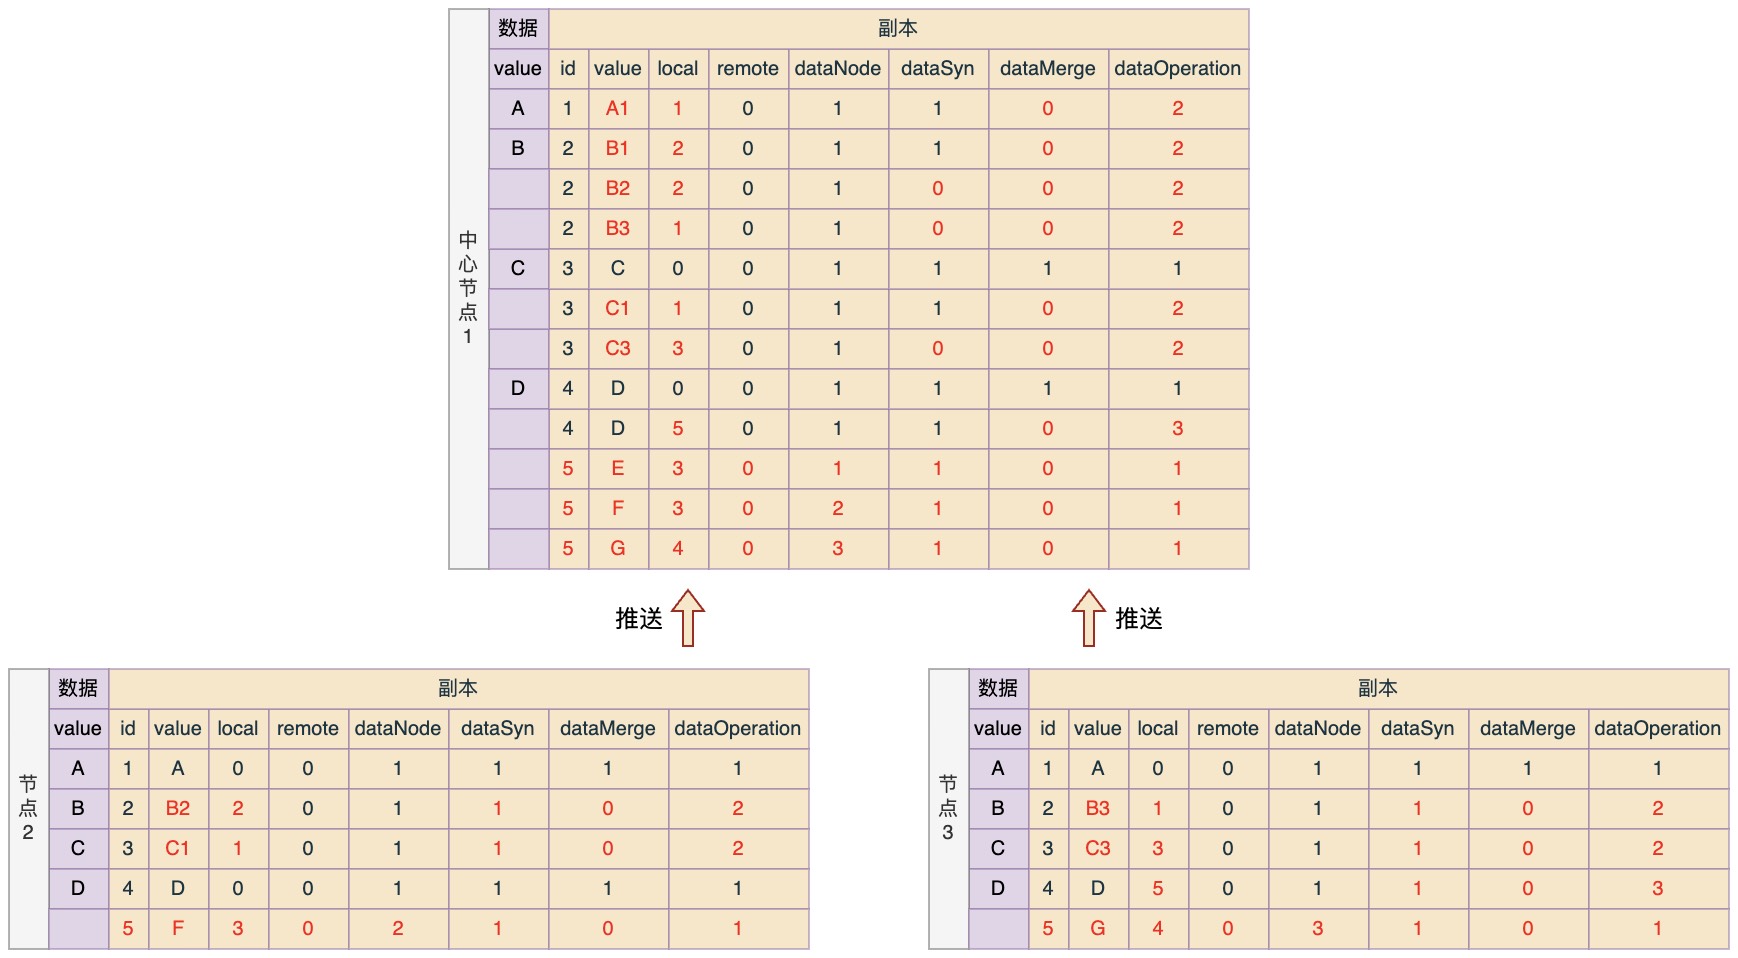 中心节点1
数据 副本
value id value local remote dataNode dataSyn dataMerge dataOperation
A 1 A1 1 0 1 1 0 2
B 2 B1 2 0 1 1 0 2
2 B2 2 0 1 0 0 2
2 B3 1 0 1 0 0 2
C 3 C 0 0 1 1 1 1
3 C1 1 0 1 1 0 2
3 C3 3 0 1 0 0 2
D 4 D 0 0 1 1 1 1
4 D 5 0 1 1 0 3
5 E 3 0 1 1 0 1
5 F 3 0 2 1 0 1
5 G 4 0 3 1 0 1
推送 推送
节点2
数据 副本
value id value local remote dataNode dataSyn dataMerge dataOperation
A 1 A 0 0 1 1 1 1
B 2 B2 2 0 1 1 0 2
C 3 C1 1 0 1 1 0 2
D 4 D 0 0 1 1 1 1
5 F 3 0 2 1 0 1
节点3
数据 副本
value id value local remote dataNode dataSyn dataMerge dataOperation
A 1 A 0 0 1 1 1 1
B 2 B3 1 0 1 1 0 2
C 3 C3 3 0 1 1 0 2
D 4 D 5 0 1 1 0 3
5 G 4 0 3 1 0 1